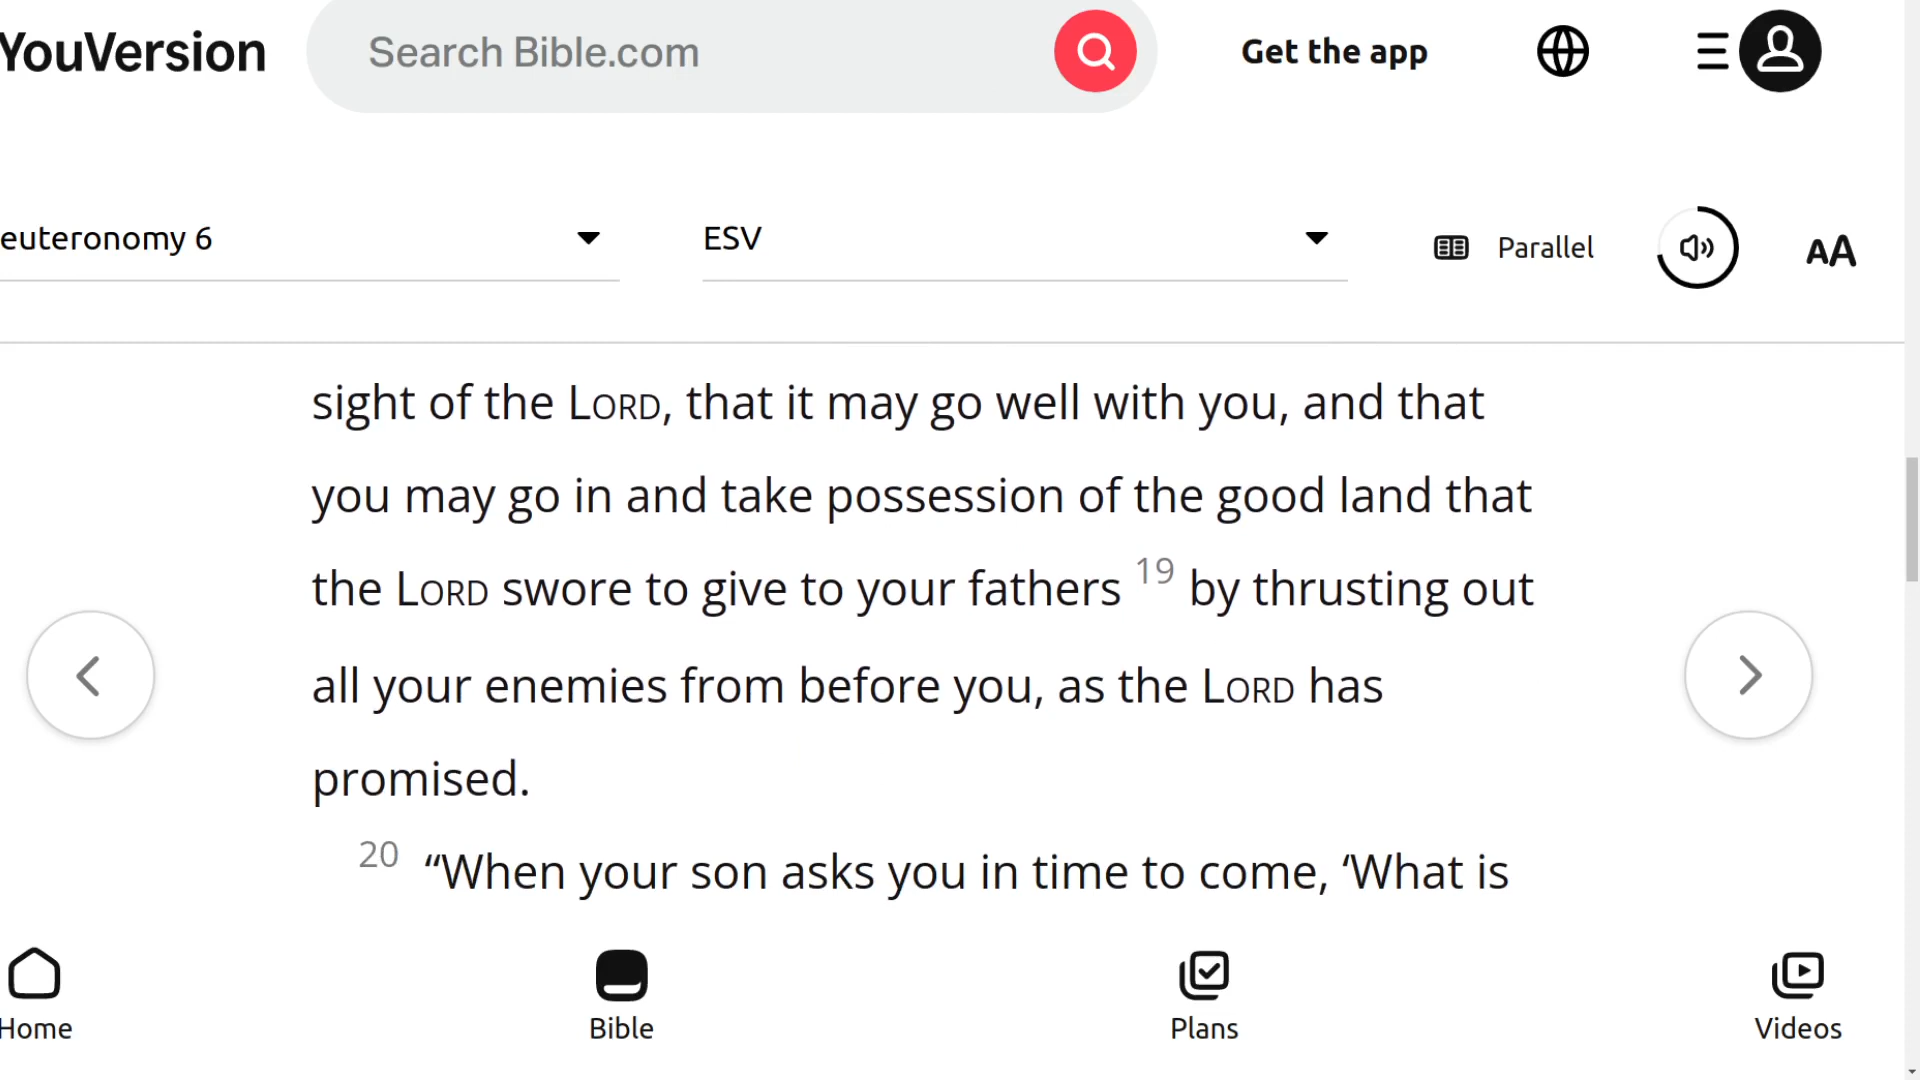 YouVersion
Search Bible.com
Get the app
euteronomy 6
ESV
Parallel
AA
sight of the LORD, that it may go well with you, and that
you may go in and take possession of the good land that
the LORD swore to give to your fathers 19 by thrusting out
all your enemies from before you, as the LORD has
promised.
20 “When your son asks you in time to come, ‘What is
Home
Bible
Plans
Videos